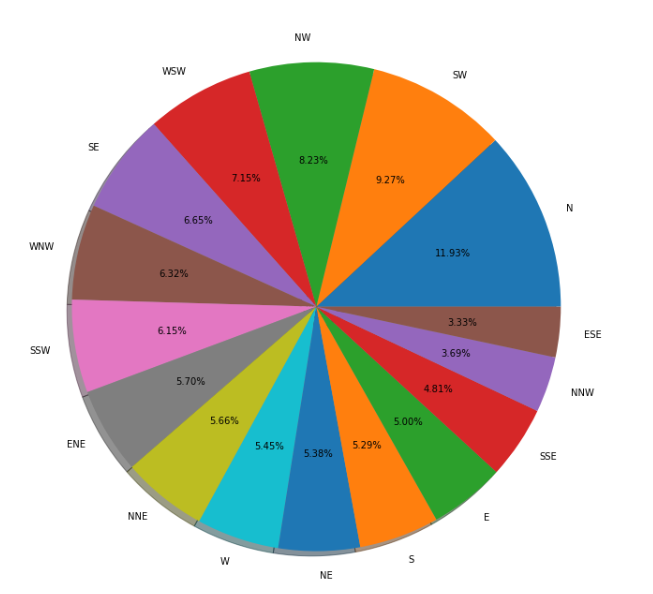 NW
SW
WSW
8.23%
9.27%
7.15%
SE
N
6.65%
11.93%
WNW
6.32%
3.33%
ESE
6.15%
SSW
3.69%
NNW
5.70%
4.81%
5.66%
5.00%
ENE
5.45%
5.38%
5.29%
SSE
NNE
E
W
S
NE